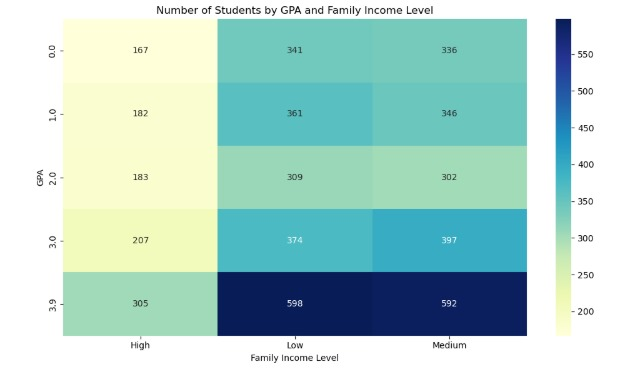 Number of Students by GPA and Family Income Level
0.0 167 341 336
1.0 182 361 346
2.0 183 309 302
3.0 207 374 397
3.9 305 598 592
GPA
High Low Medium
Family Income Level
550
500
450
400
350
300
250
200